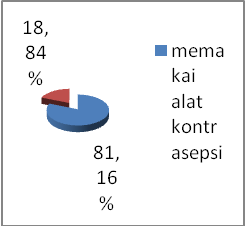 18,
84
%
mema
kai
alat
kontr
asepsi
81,
16
%